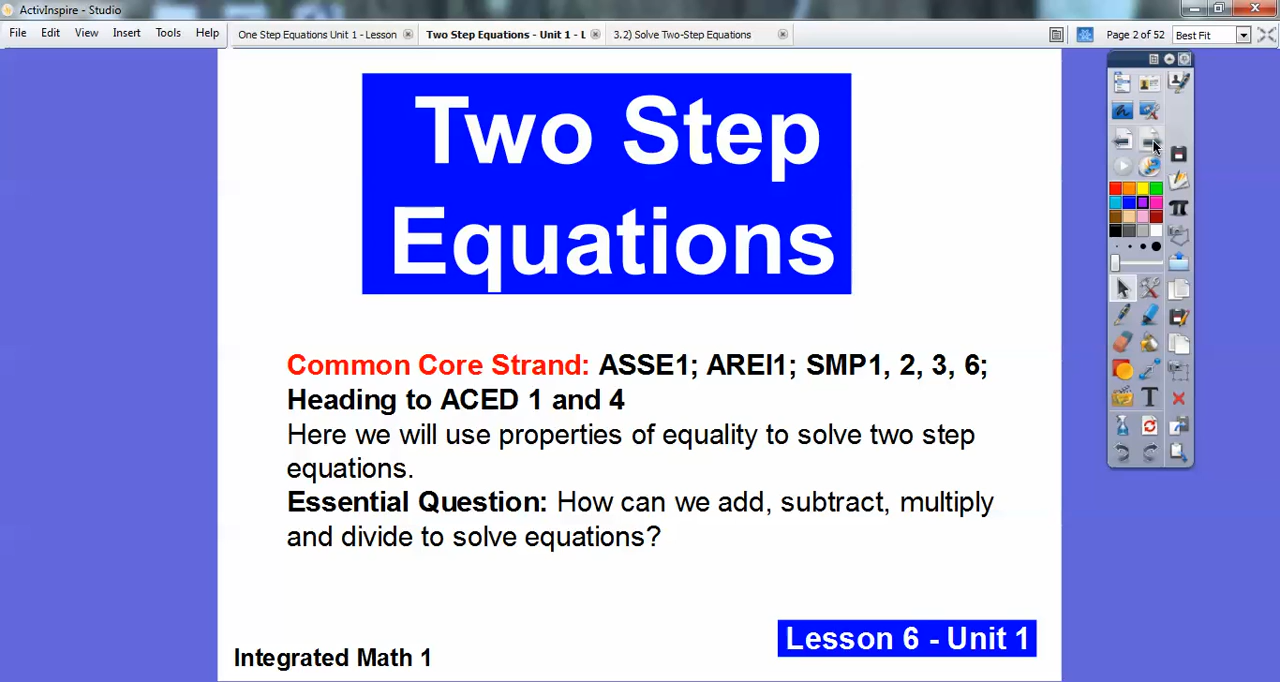 ActivInspire - Studio
File Edit View Insert Tools Help
One Step Equations Unit 1 - Lesson
Two Step Equations - Unit 1 - L
3.2) Solve Two-Step Equations
Page 2 of 52
Best Fit
Two Step
Equations
Common Core Strand: ASSE1; AREI1; SMP1, 2, 3, 6;
Heading to ACED 1 and 4
Here we will use properties of equality to solve two step
equations.
Essential Question: How can we add, subtract, multiply
and divide to solve equations?
Lesson 6 - Unit 1
Integrated Math 1